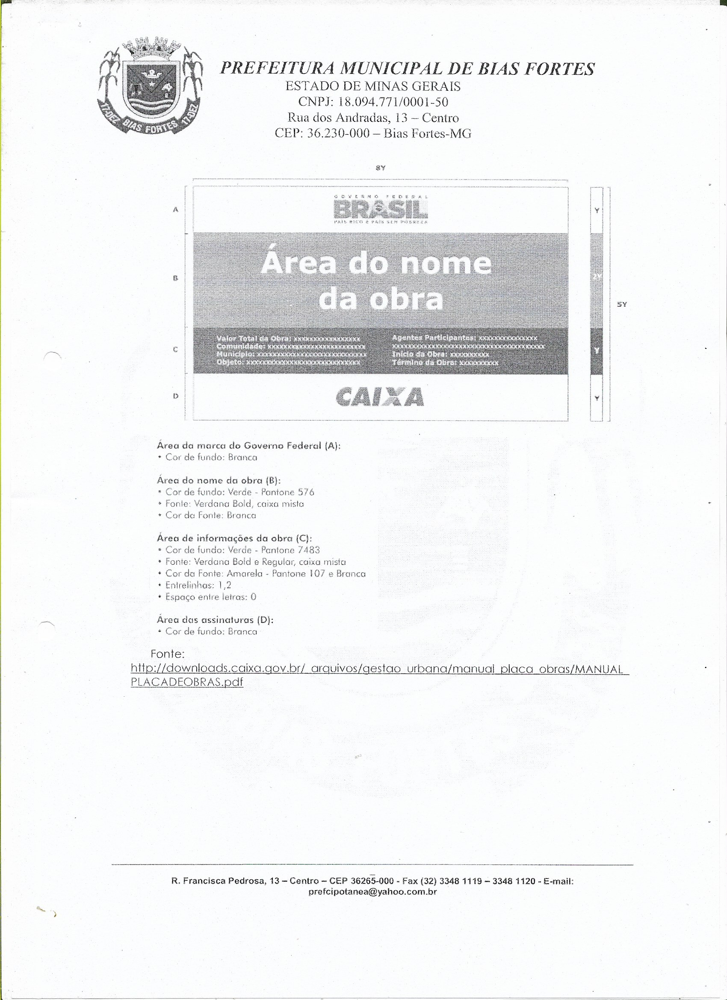 PREFEITURA MUNICIPAL DE BIAS FORTES
ESTADO DE MINAS GERAIS
CNPJ: 18.094.771/0001-50
Rua dos Andradas, 13 – Centro
CEP: 36.230-000 – Bias Fortes-MG
17-DEZ BIAS FORTES 17-DEZ
8Y
GOVERNO FEDERAL
BRASIL
PAÍS RICO É PAÍS SEM POBREZA
A
Y
Área do nome
da obra
B
2Y
5Y
Valor Total da Obra: xxxxxxxxxxxxxxxxx
Comunidade: xxxxxxxxxxxxxxxxxxxxxxxxx
Município: xxxxxxxxxxxxxxxxxxxxxxxxxxxx
Objeto: xxxxxxxxxxxxxxxxxxxxxxxxxxxxx
Agentes Participantes: xxxxxxxxxxxxxxx
xxxxxxxxxxxxxxxxxxxxxxxxxxxxxxxxxxxxxxx
Início da Obra: xxxxxxxxxx
Término da Obra: xxxxxxxxxx
C
Y
CAIXA
D
Y
Área da marca do Governo Federal (A):
• Cor de fundo: Branca
Área do nome da obra (B):
• Cor de fundo: Verde - Pantone 576
• Fonte: Verdana Bold, caixa mista
• Cor da Fonte: Branca
Área de informações da obra (C):
• Cor de fundo: Verde - Pantone 7483
• Fonte: Verdana Bold e Regular, caixa mista
• Cor da Fonte: Amarela - Pantone 107 e Branca
• Entrelinhas: 1,2
• Espaço entre letras: 0
Área das assinaturas (D):
• Cor de fundo: Branca
Fonte:
http://downloads.caixa.gov.br/_arquivos/gestao_urbana/manual_placa_obras/MANUAL_
PLACADEOBRAS.pdf
R. Francisca Pedrosa, 13 – Centro – CEP 36265-000 - Fax (32) 3348 1119 – 3348 1120 - E-mail:
prefcipotanea@yahoo.com.br